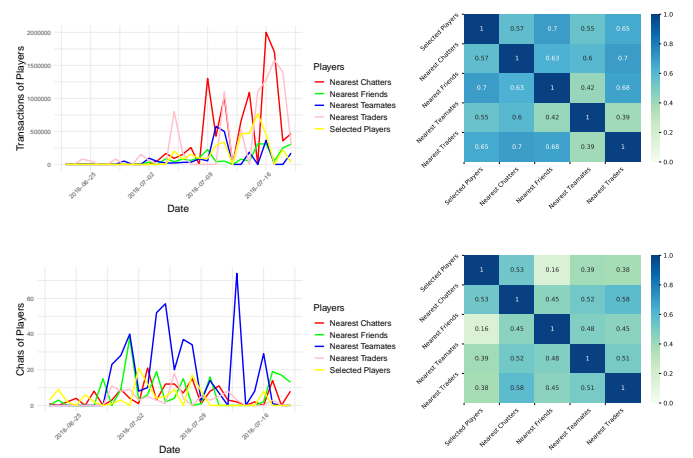 Transactions of Players
2000000
1500000
1000000
500000
0
2016-06-25
2016-07-02
2016-07-09
2016-07-16
Date
Players
Nearest Chatters
Nearest Friends
Nearest Teamates
Nearest Traders
Selected Players
Selected Players
1 0.57 0.7 0.55 0.65
Nearest Chatters
0.57 1 0.63 0.6 0.7
Nearest Friends
0.7 0.63 1 0.42 0.68
Nearest Teamates
0.55 0.6 0.42 1 0.39
Nearest Traders
0.65 0.7 0.68 0.39 1
Selected Players
Nearest Chatters
Nearest Friends
Nearest Teamates
Nearest Traders
1.0
0.8
0.6
0.4
0.2
0.0
Chats of Players
60
40
20
0
2016-06-25
2016-07-02
2016-07-09
2016-07-16
Date
Players
Nearest Chatters
Nearest Friends
Nearest Teamates
Nearest Traders
Selected Players
Selected Players
1 0.53 0.16 0.39 0.38
Nearest Chatters
0.53 1 0.45 0.52 0.58
Nearest Friends
0.16 0.45 1 0.48 0.45
Nearest Teamates
0.39 0.52 0.48 1 0.51
Nearest Traders
0.38 0.58 0.45 0.51 1
Selected Players
Nearest Chatters
Nearest Friends
Nearest Teamates
Nearest Traders
1.0
0.8
0.6
0.4
0.2
0.0